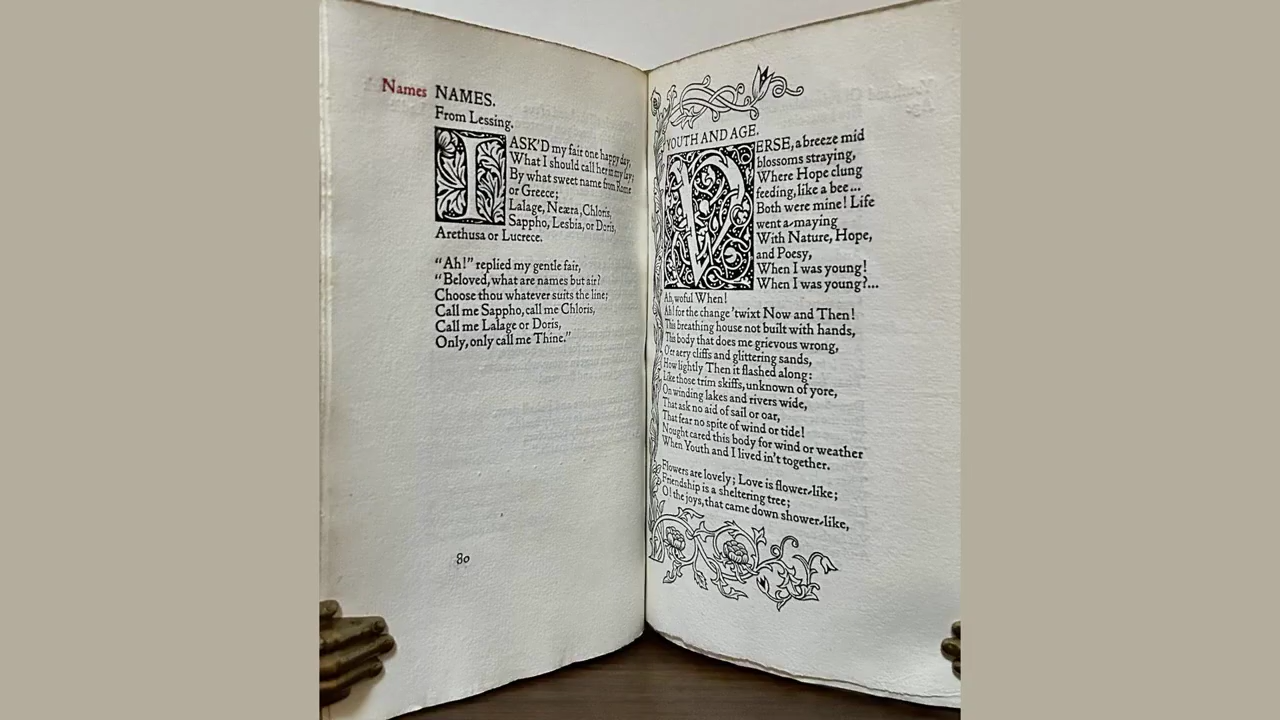 Names
NAMES.
From Lessing.
I ASK'D my fair one happy day,
What I should call her in my lay;
By what sweet name from Rome
or Greece;
Lalage, Neæra, Chloris,
Sappho, Lesbia, or Doris,
Arethusa or Lucrece.
“Ah!” replied my gentle fair,
“Beloved, what are names but air?
Choose thou whatever suits the line;
Call me Sappho, call me Chloris,
Call me Lalage or Doris,
Only, only call me Thine.”
80
YOUTH AND AGE.
VERSE, a breeze mid
blossoms straying,
Where Hope clung
feeding, like a bee...
Both were mine! Life
went a-maying
With Nature, Hope,
and Poesy,
When I was young!
When I was young?...
Ah, woful When!
Ah! for the change 'twixt Now and Then!
This breathing house not built with hands,
This body that does me grievous wrong,
O'er aery cliffs and glittering sands,
How lightly Then it flashed along:
Like those trim skiffs, unknown of yore,
On winding lakes and rivers wide,
That ask no aid of sail or oar,
That fear no spite of wind or tide!
Nought cared this body for wind or weather
When Youth and I lived in't together.
Flowers are lovely; Love is flower-like;
Friendship is a sheltering tree;
O! the joys, that came down shower-like,